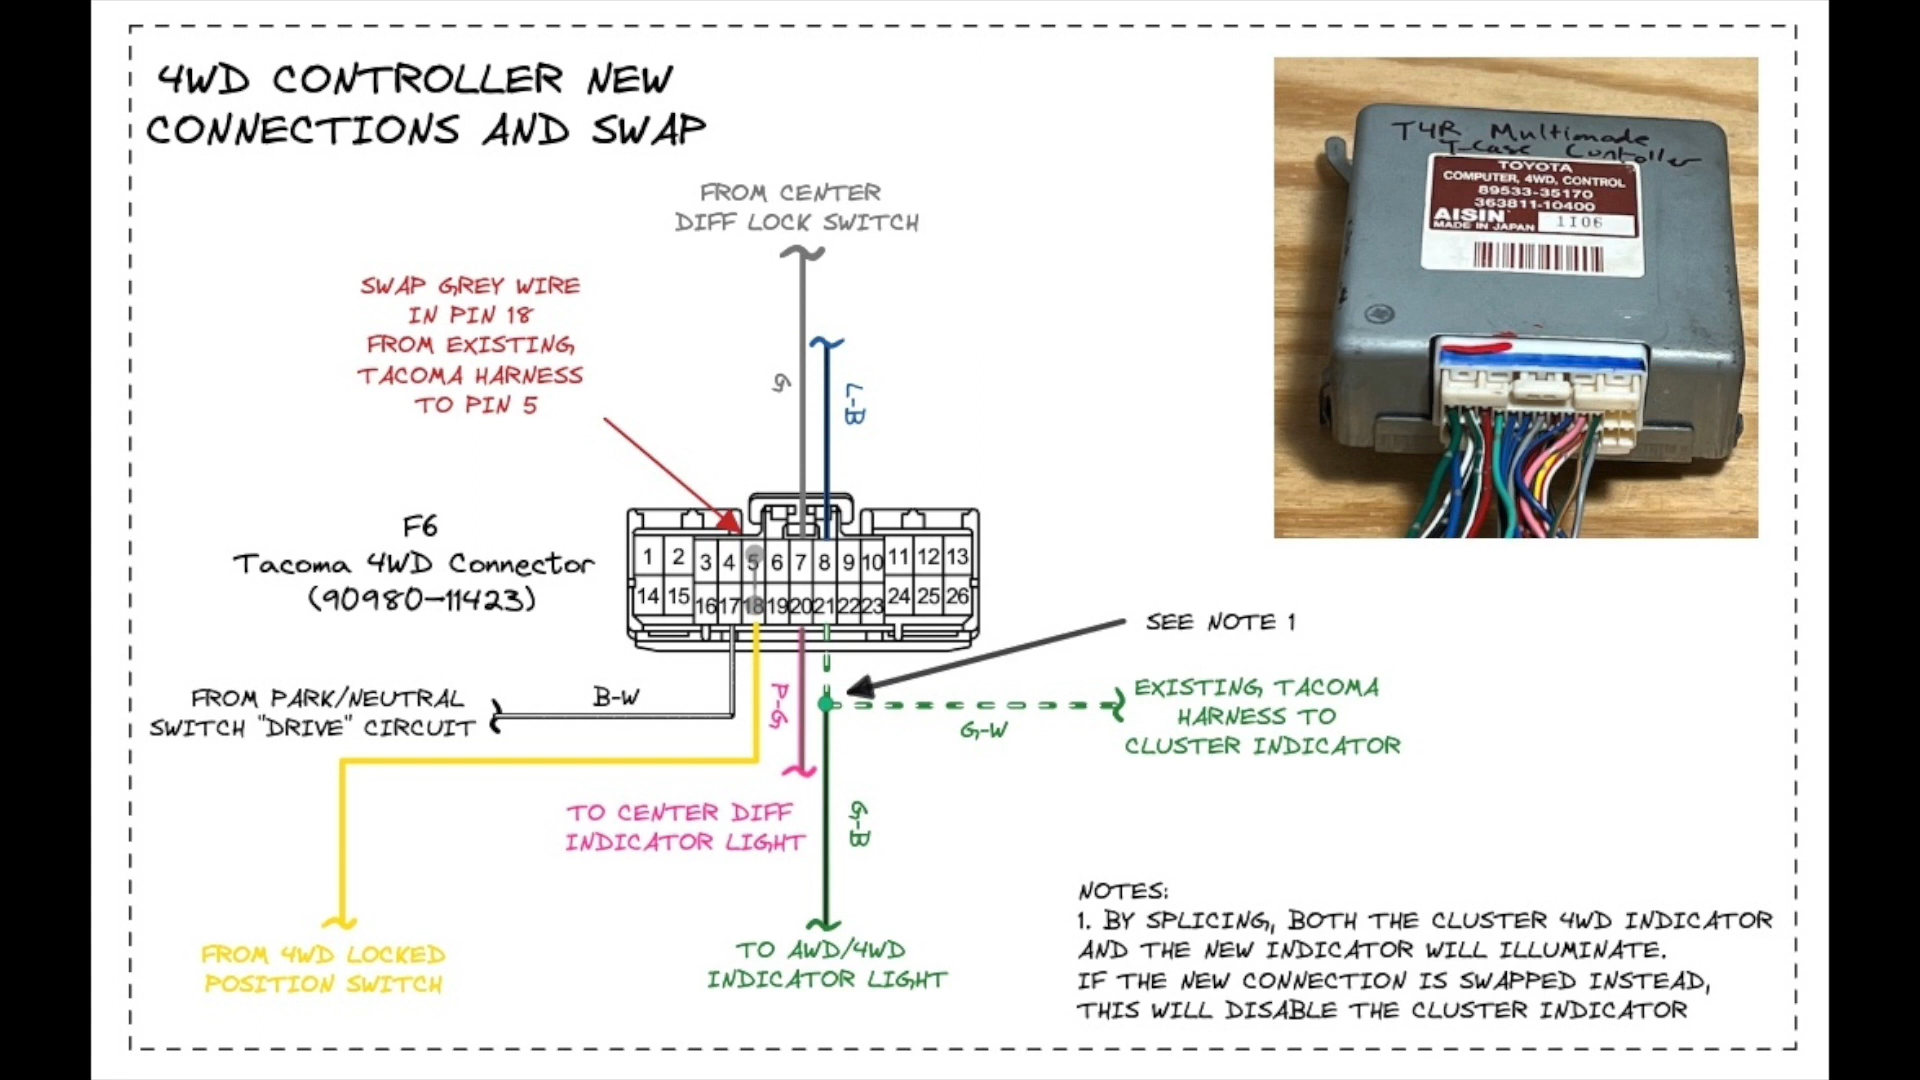 4WD CONTROLLER NEW
CONNECTIONS AND SWAP
T4R Multimode
T-Case Controller
TOYOTA
COMPUTER, 4WD, CONTROL
89533-35170
363811-10400
AISIN 1I06
MADE IN JAPAN
FROM CENTER
DIFF LOCK SWITCH
SWAP GREY WIRE
IN PIN 18
FROM EXISTING
TACOMA HARNESS
TO PIN 5
G
L-B
F6
Tacoma 4WD Connector
(90980-11423)
1 2 3 4 5 6 7 8 9 10 11 12 13
14 15 16 17 18 19 20 21 22 23 24 25 26
SEE NOTE 1
FROM PARK/NEUTRAL
SWITCH "DRIVE" CIRCUIT
B-W
P-G
G-W
EXISTING TACOMA
HARNESS TO
CLUSTER INDICATOR
TO CENTER DIFF
INDICATOR LIGHT
G-B
FROM 4WD LOCKED
POSITION SWITCH
TO AWD/4WD
INDICATOR LIGHT
NOTES:
1. BY SPLICING, BOTH THE CLUSTER 4WD INDICATOR
AND THE NEW INDICATOR WILL ILLUMINATE.
IF THE NEW CONNECTION IS SWAPPED INSTEAD,
THIS WILL DISABLE THE CLUSTER INDICATOR